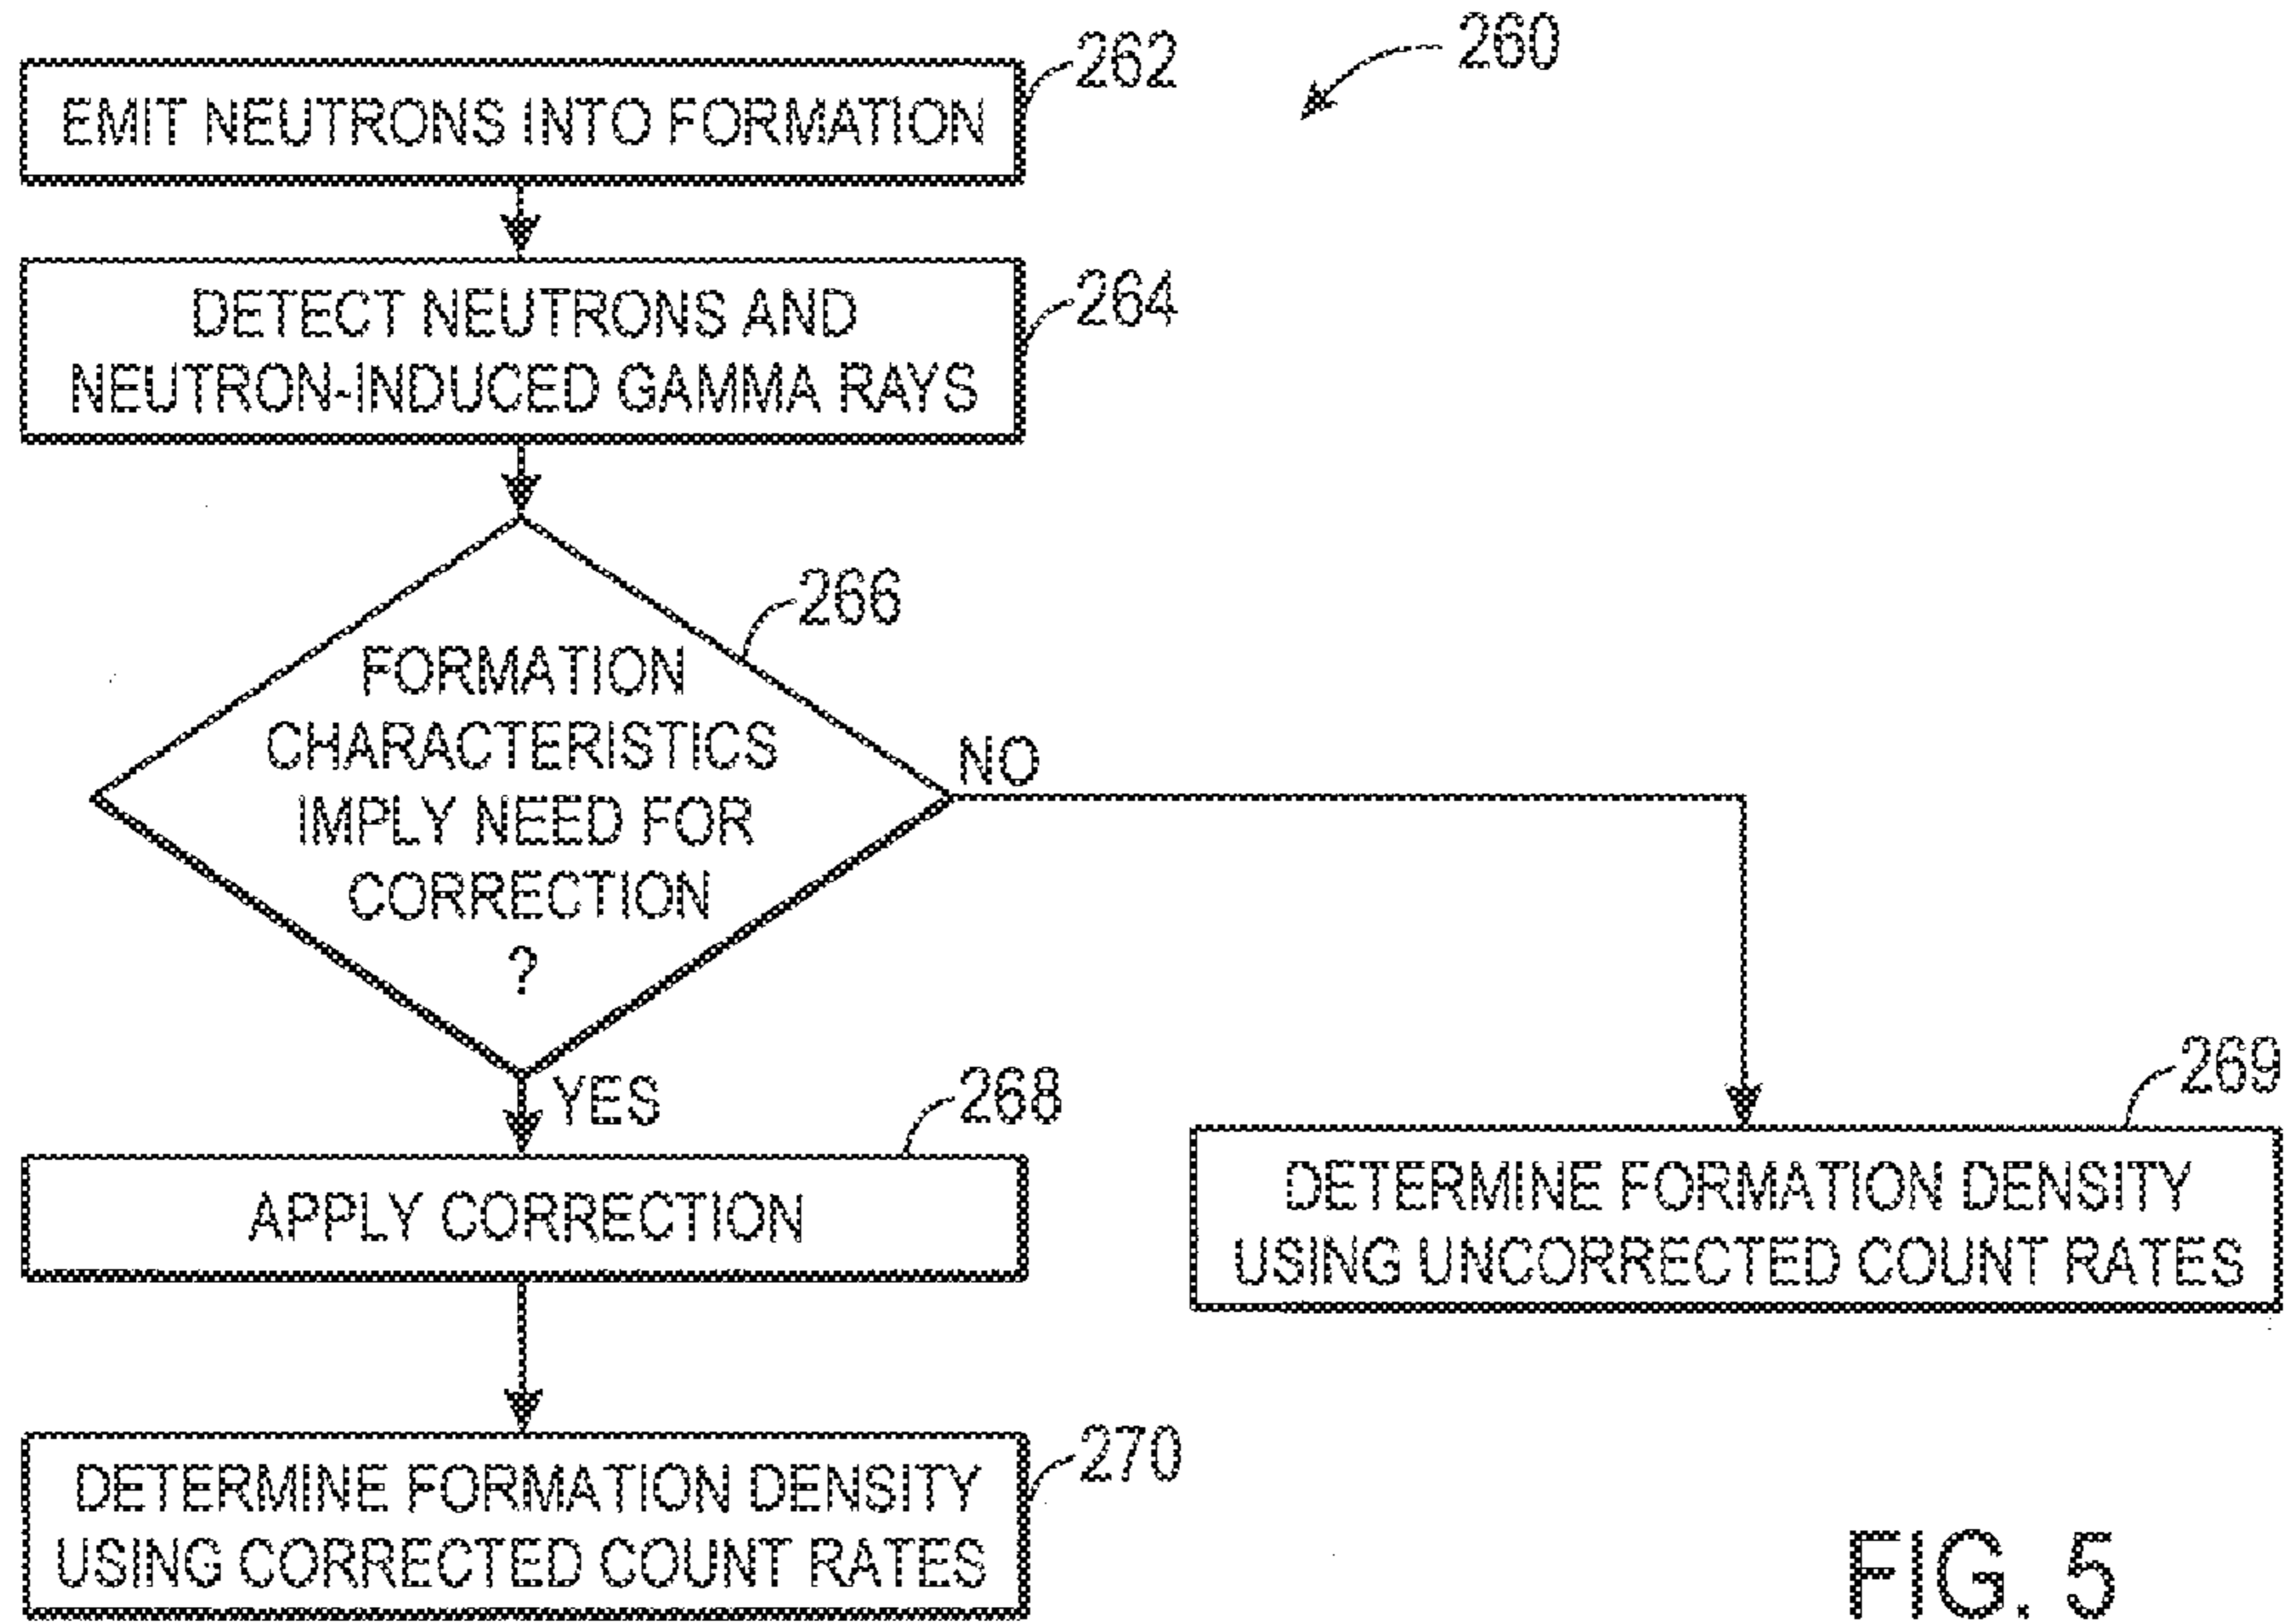 262
260
EMIT NEUTRONS INTO FORMATION
264
DETECT NEUTRONS AND
NEUTRON-INDUCED GAMMA RAYS
266
FORMATION
CHARACTERISTICS
IMPLY NEED FOR
CORRECTION
?
NO
YES
268
APPLY CORRECTION
269
DETERMINE FORMATION DENSITY
USING UNCORRECTED COUNT RATES
270
DETERMINE FORMATION DENSITY
USING CORRECTED COUNT RATES
FIG. 5